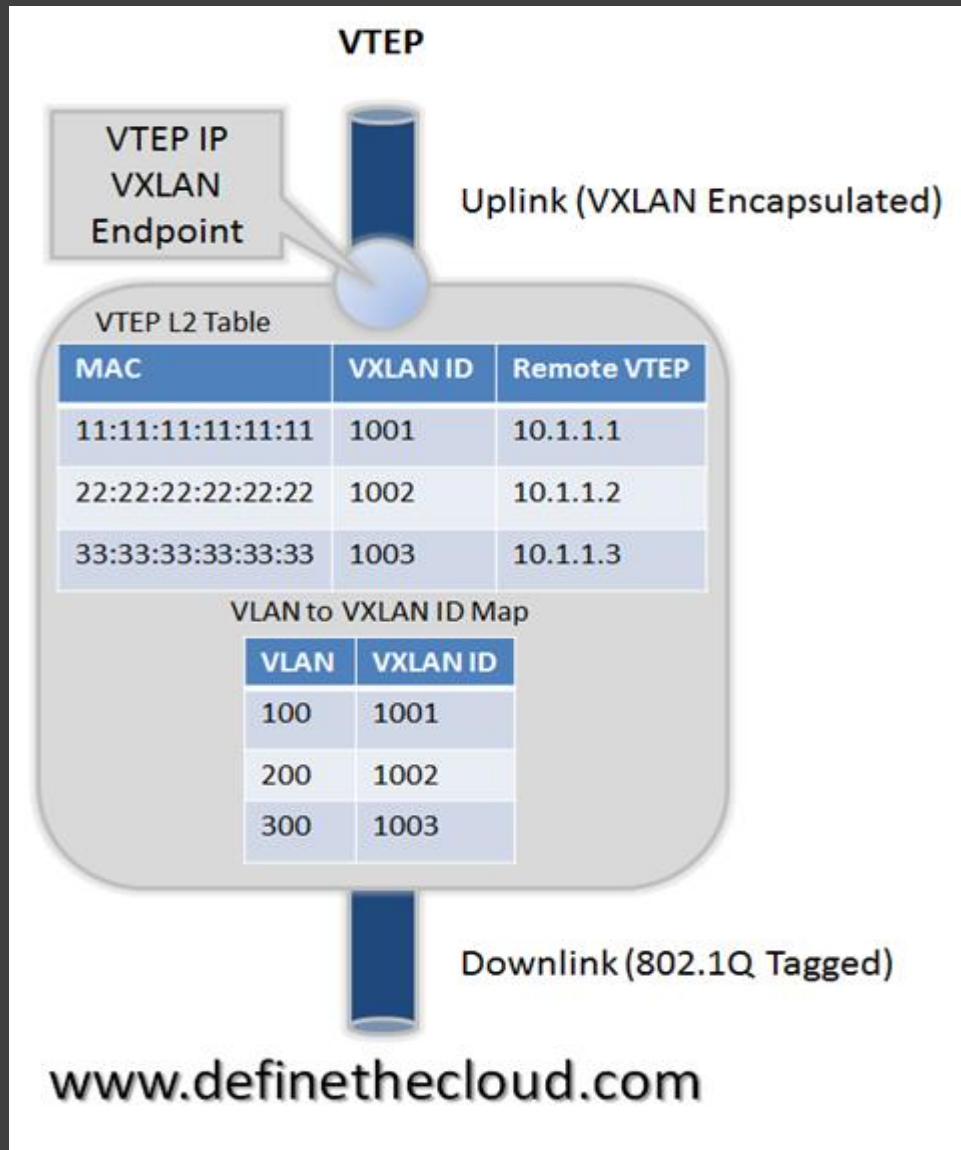 VTEP
VTEP IP
VXLAN
Endpoint
Uplink (VXLAN Encapsulated)
VTEP L2 Table
MAC VXLAN ID Remote VTEP
11:11:11:11:11:11 1001 10.1.1.1
22:22:22:22:22:22 1002 10.1.1.2
33:33:33:33:33:33 1003 10.1.1.3
VLAN to VXLAN ID Map
VLAN VXLAN ID
100 1001
200 1002
300 1003
Downlink (802.1Q Tagged)
www.definethecloud.com